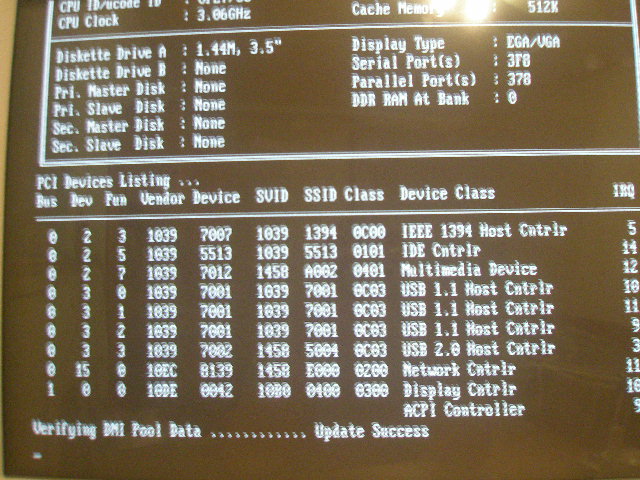 CPU ID/ucode ID :
CPU Clock : 3.06GHz Cache Memory : 512K
Diskette Drive A : 1.44M, 3.5" Display Type : EGA/VGA
Diskette Drive B : None Serial Port(s) : 3F8
Pri. Master Disk : None Parallel Port(s) : 378
Pri. Slave Disk : None DDR RAM At Bank : 0
Sec. Master Disk : None
Sec. Slave Disk : None
PCI Devices Listing ...
Bus Dev Fun Vendor Device SVID SSID Class Device Class IRQ
0 2 3 1039 7007 1039 1394 0C00 IEEE 1394 Host Cntrlr 5
0 2 5 1039 5513 1039 5513 0101 IDE Cntrlr 14
0 2 7 1039 7012 1458 A002 0401 Multimedia Device 12
0 3 0 1039 7001 1039 7001 0C03 USB 1.1 Host Cntrlr 10
0 3 1 1039 7001 1039 7001 0C03 USB 1.1 Host Cntrlr 11
0 3 2 1039 7001 1039 7001 0C03 USB 1.1 Host Cntrlr 9
0 3 3 1039 7002 1458 5004 0C03 USB 2.0 Host Cntrlr 3
0 15 0 10EC 8139 1458 E000 0200 Network Cntrlr 11
1 0 0 10DE 0042 10B0 0400 0300 Display Cntrlr 10
ACPI Controller 9
Verifying DMI Pool Data ............ Update Success